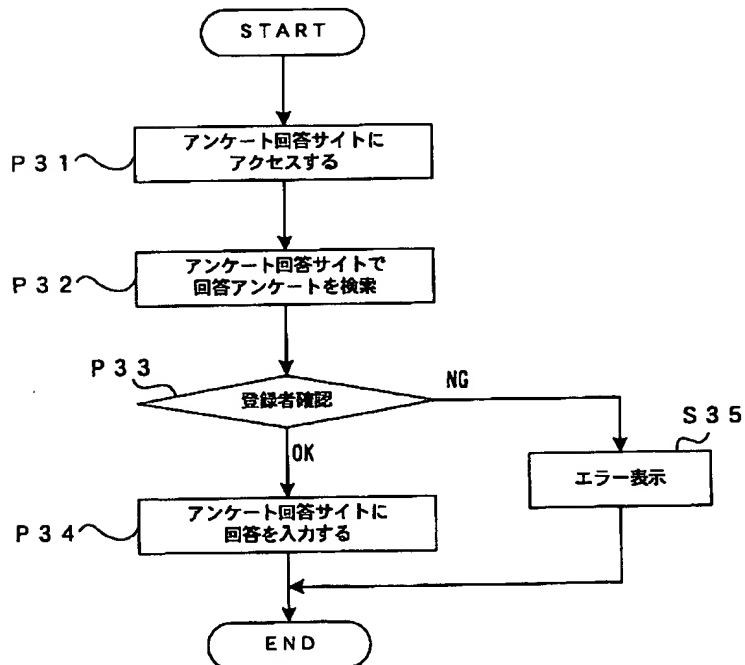 START
P31
アンケート回答サイトに
アクセスする
P32
アンケート回答サイトで
回答アンケートを検索
P33
登録者確認
NG
OK
S35
エラー表示
P34
アンケート回答サイトに
回答を入力する
END